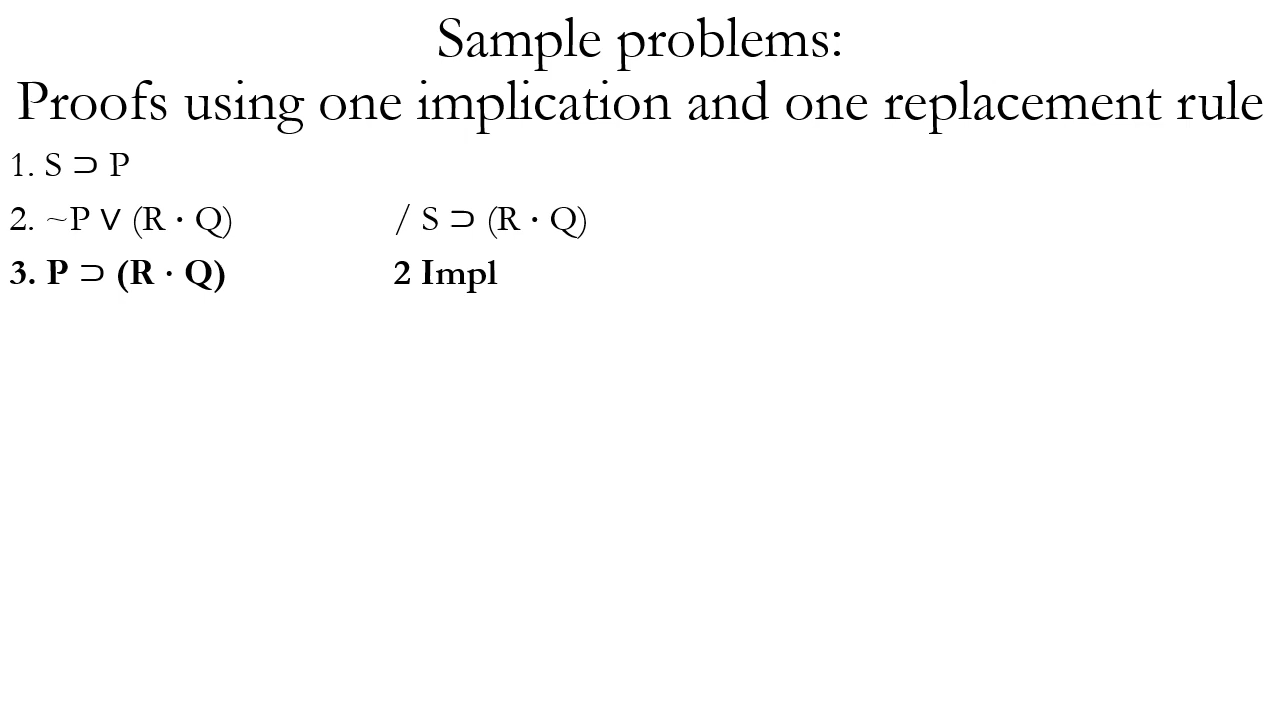 Sample problems:
Proofs using one implication and one replacement rule
1. S ⊃ P
2. ~P ∨ (R · Q) / S ⊃ (R · Q)
3. P ⊃ (R · Q) 2 Impl